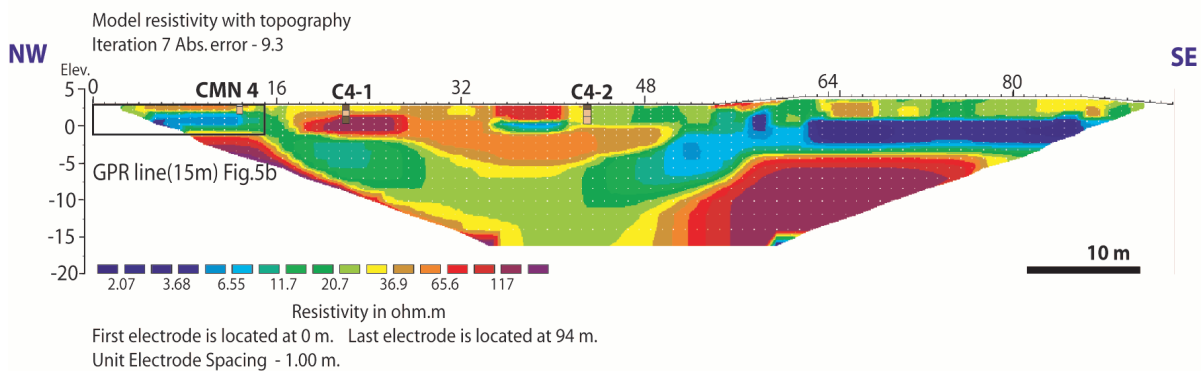 Model resistivity with topography
Iteration 7 Abs. error - 9.3
NW
SE
Elev.
0 16 32 48 64 80
CMN 4 C4-1 C4-2
5
0
-5
-10
-15
-20
GPR line(15m) Fig.5b
10 m
2.07 3.68 6.55 11.7 20.7 36.9 65.6 117
Resistivity in ohm.m
First electrode is located at 0 m. Last electrode is located at 94 m.
Unit Electrode Spacing - 1.00 m.